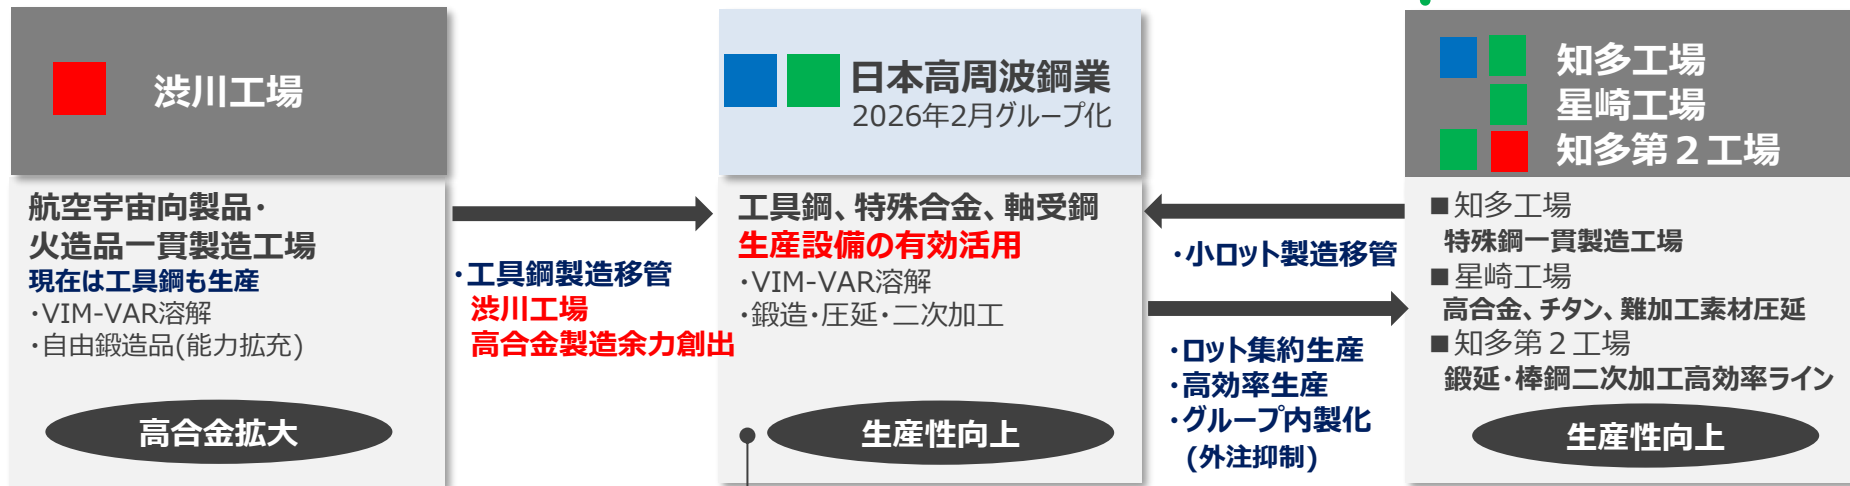 渋川工場
航空宇宙向製品・
火造品一貫製造工場
現在は工具鋼も生産
・VIM-VAR溶解
・自由鍛造品(能力拡充)
高合金拡大
・工具鋼製造移管
渋川工場
高合金製造余力創出
日本高周波鋼業
2026年2月グループ化
工具鋼、特殊合金、軸受鋼
生産設備の有効活用
・VIM-VAR溶解
・鍛造・圧延・二次加工
生産性向上
・小ロット製造移管
・ロット集約生産
・高効率生産
・グループ内製化
(外注抑制)
知多工場
星崎工場
知多第２工場
■知多工場
特殊鋼一貫製造工場
■星崎工場
高合金、チタン、難加工素材圧延
■知多第２工場
鍛延・棒鋼二次加工高効率ライン
生産性向上